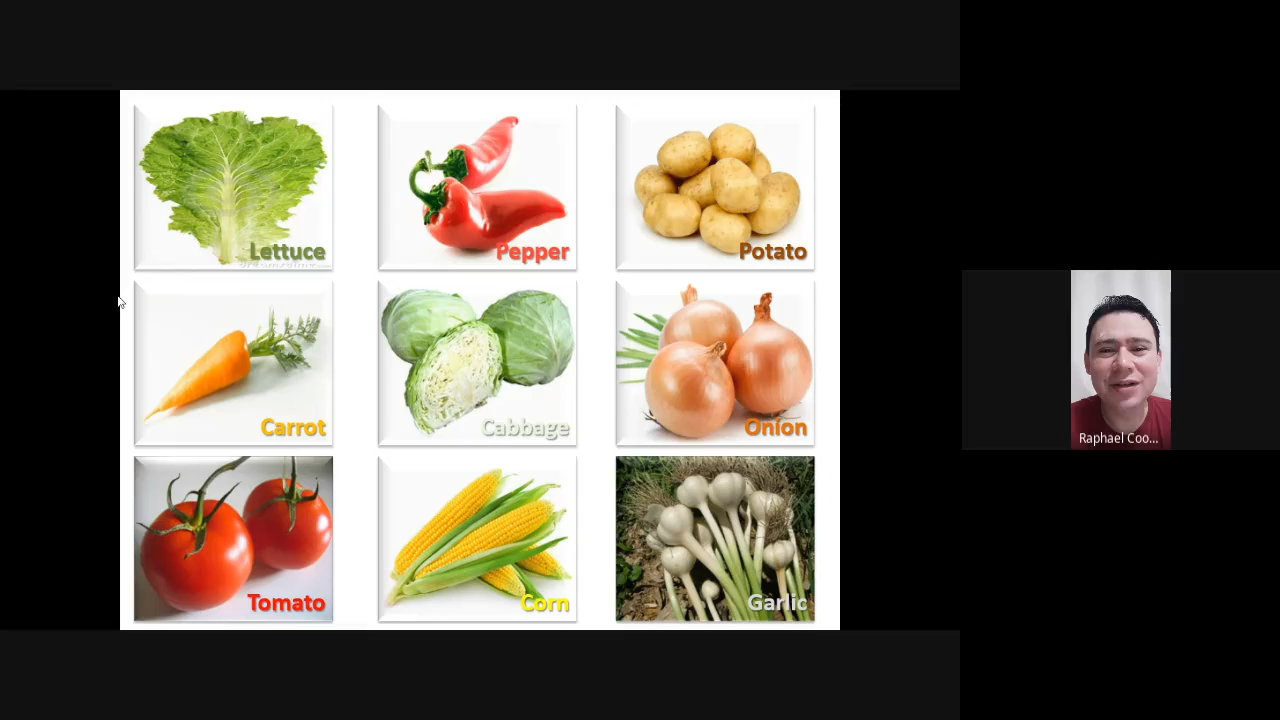 Lettuce
Pepper
Potato
Carrot
Cabbage
Onion
Tomato
Corn
Garlic
Raphael Coo...